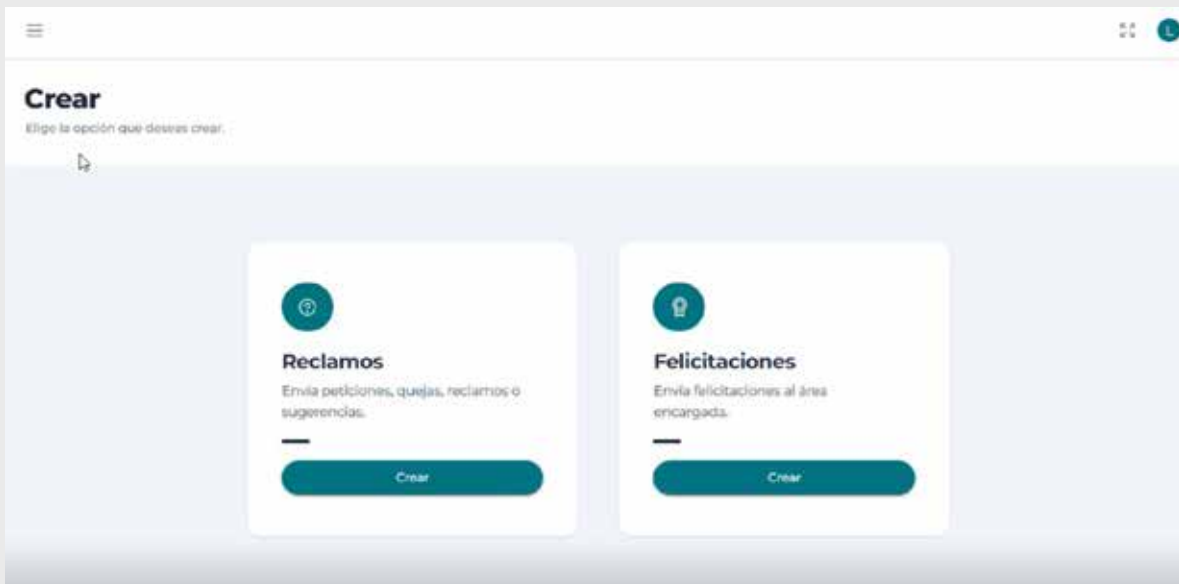 L
Crear
Elige la opción que deseas crear.
Reclamos
Envía peticiones, quejas, reclamos o
sugerencias.
Crear
Felicitaciones
Envía felicitaciones al área
encargada.
Crear